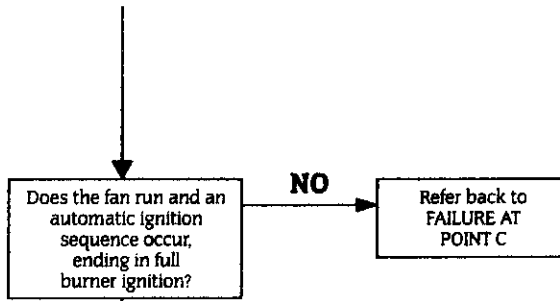 Does the fan run and an
automatic ignition
sequence occur,
ending in full
burner ignition?
NO
Refer back to
FAILURE AT
POINT C